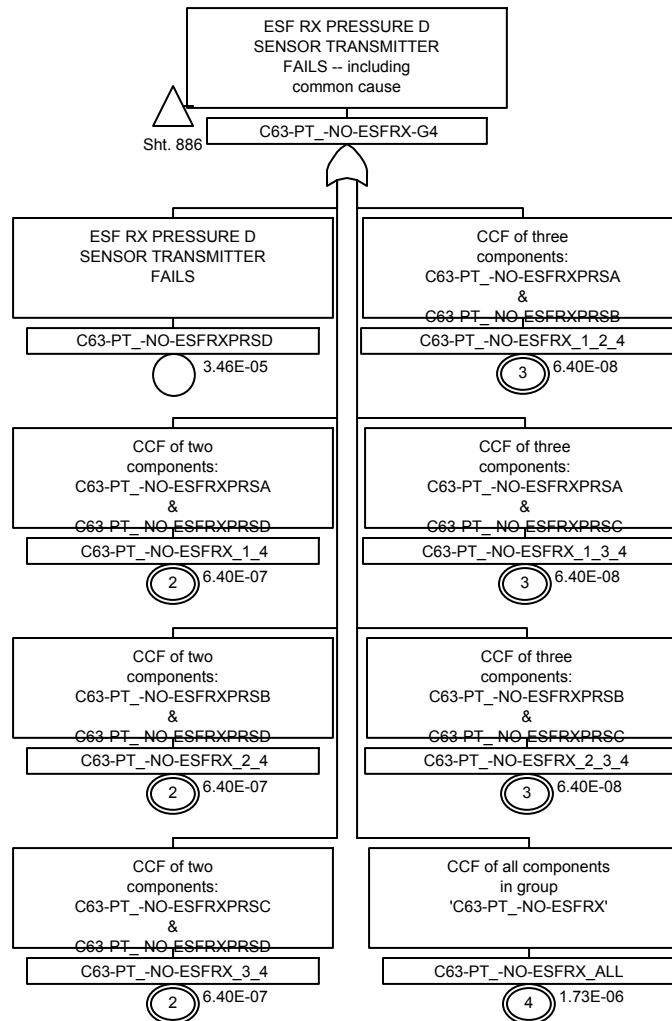 ESF RX PRESSURE D
SENSOR TRANSMITTER
FAILS -- including
common cause
Sht. 886
C63-PT_-NO-ESFRX-G4
ESF RX PRESSURE D
SENSOR TRANSMITTER
FAILS
C63-PT_-NO-ESFRXPRSD
3.46E-05
CCF of three
components:
C63-PT_-NO-ESFRXPRSA
&
C63-PT_-NO-ESFRXPRSB
C63-PT_-NO-ESFRX_1_2_4
3
6.40E-08
CCF of two
components:
C63-PT_-NO-ESFRXPRSA
&
C63-PT_-NO-ESFRXPRSD
C63-PT_-NO-ESFRX_1_4
2
6.40E-07
CCF of three
components:
C63-PT_-NO-ESFRXPRSA
&
C63-PT_-NO-ESFRXPRSC
C63-PT_-NO-ESFRX_1_3_4
3
6.40E-08
CCF of two
components:
C63-PT_-NO-ESFRXPRSB
&
C63-PT_-NO-ESFRXPRSD
C63-PT_-NO-ESFRX_2_4
2
6.40E-07
CCF of three
components:
C63-PT_-NO-ESFRXPRSB
&
C63-PT_-NO-ESFRXPRSC
C63-PT_-NO-ESFRX_2_3_4
3
6.40E-08
CCF of two
components:
C63-PT_-NO-ESFRXPRSC
&
C63-PT_-NO-ESFRXPRSD
C63-PT_-NO-ESFRX_3_4
2
6.40E-07
CCF of all components
in group
'C63-PT_-NO-ESFRX'
C63-PT_-NO-ESFRX_ALL
4
1.73E-06